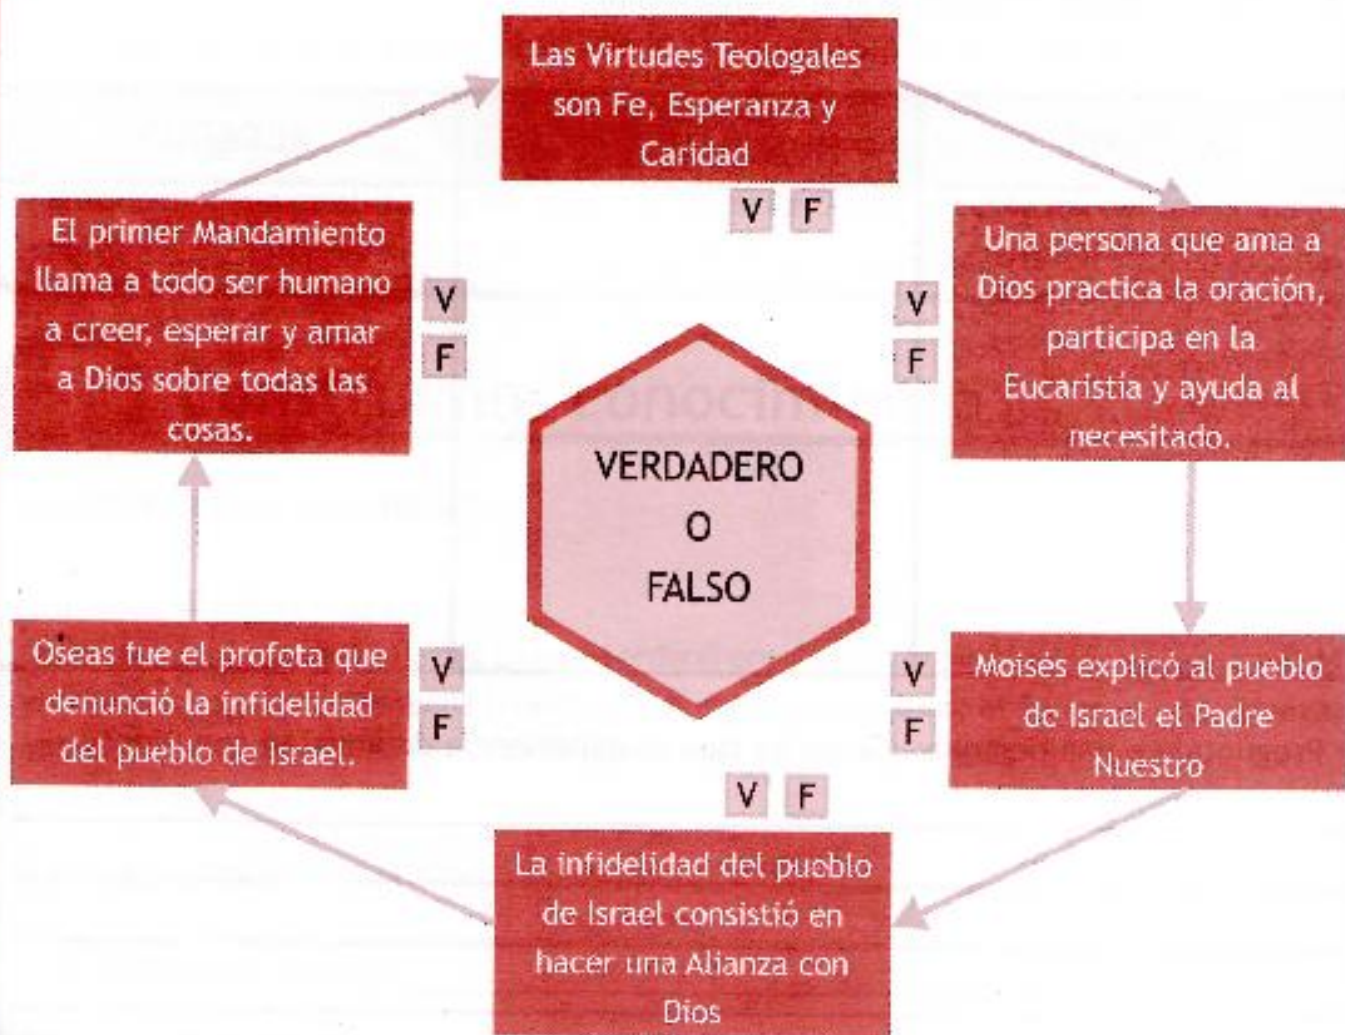 Las Virtudes Teologales
son Fe, Esperanza y
Caridad
V F
Una persona que ama a
Dios practica la oración,
participa en la
Eucaristía y ayuda al
necesitado.
V
F
Moisés explicó al pueblo
de Israel el Padre
Nuestro
V
F
La infidelidad del pueblo
de Israel consistió en
hacer una Alianza con
Dios
V F
Oseas fue el profeta que
denunció la infidelidad
del pueblo de Israel.
V
F
El primer Mandamiento
llama a todo ser humano
a creer, esperar y amar
a Dios sobre todas las
cosas.
V
F
VERDADERO
O
FALSO